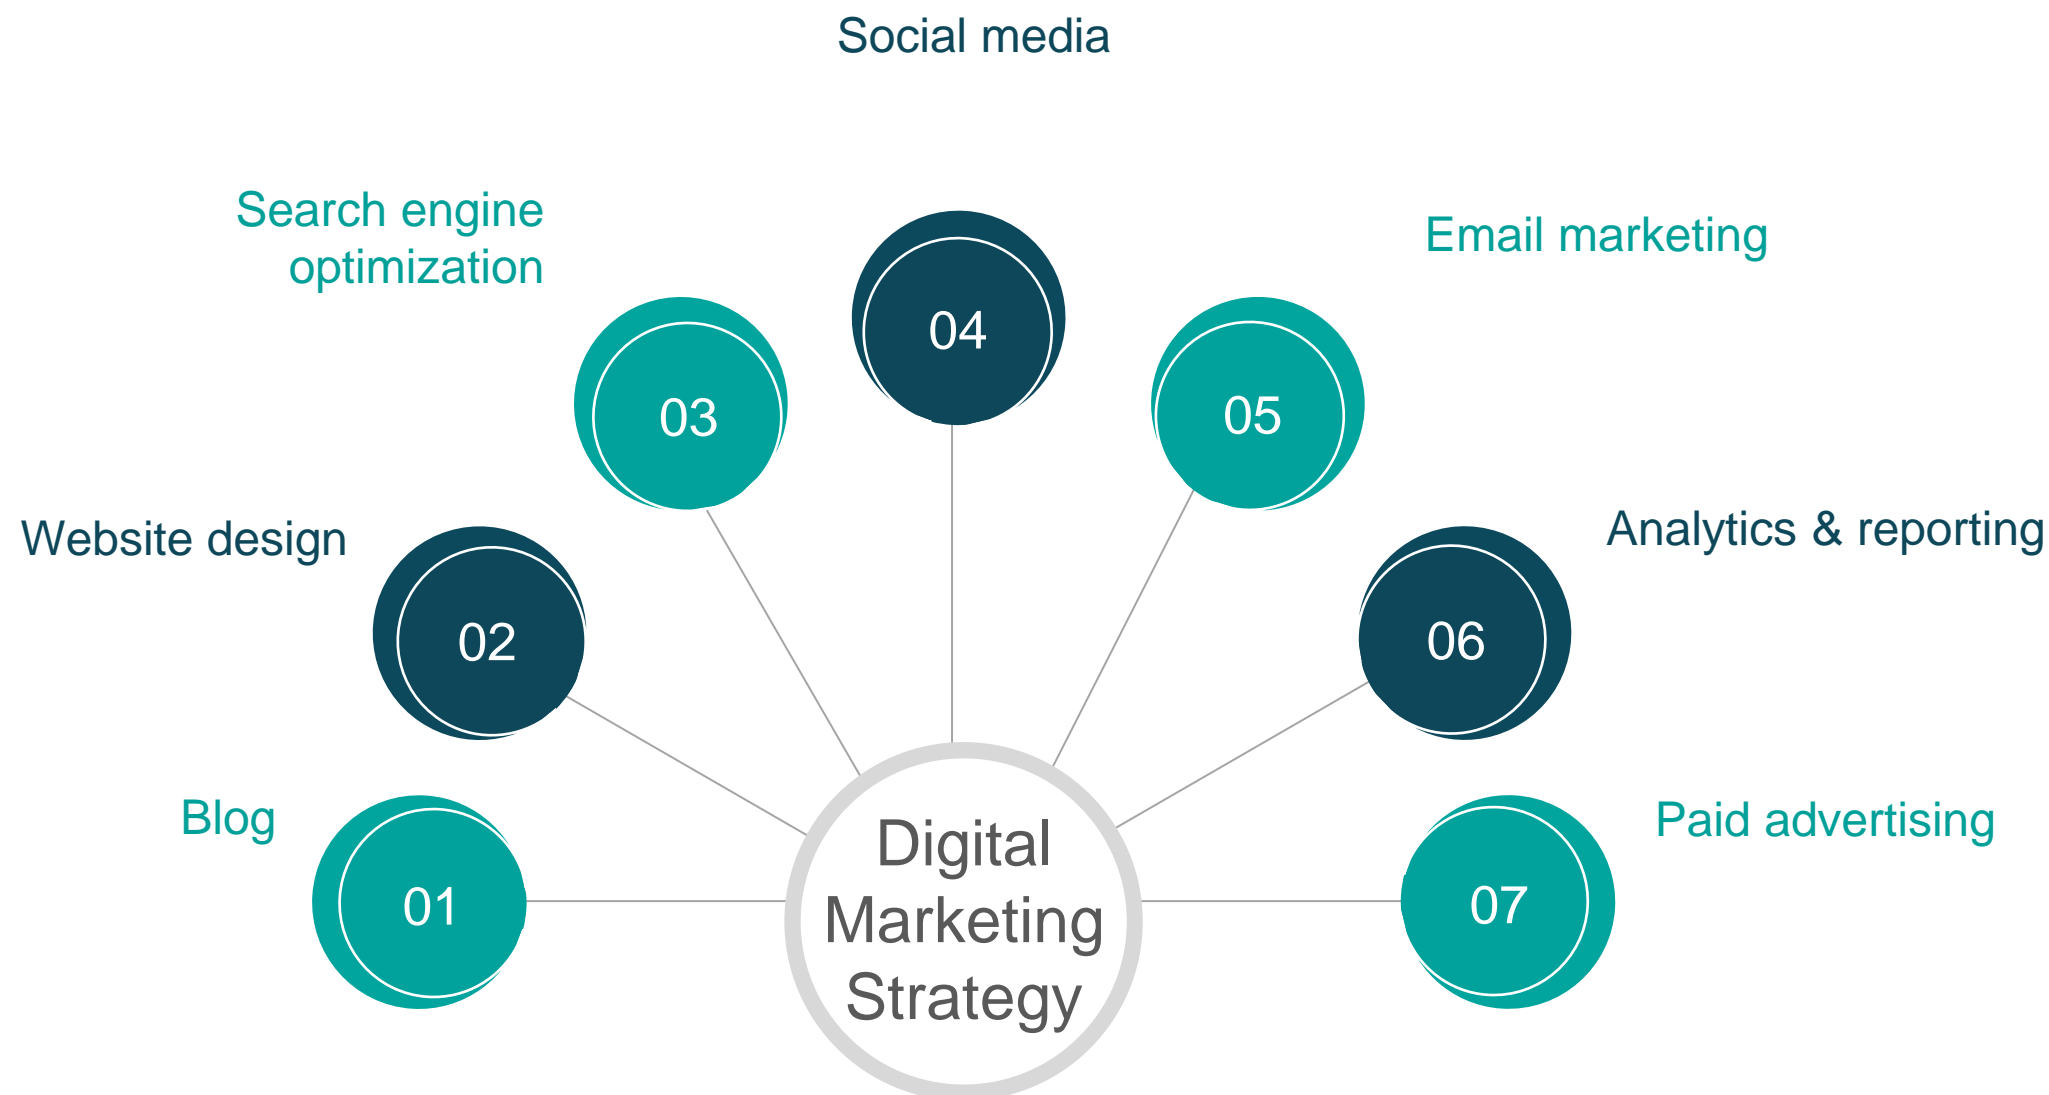 Social media
Search engine
optimization
Email marketing
04
03
05
Website design
Analytics & reporting
02
06
Blog
Paid advertising
01
07
Digital
Marketing
Strategy